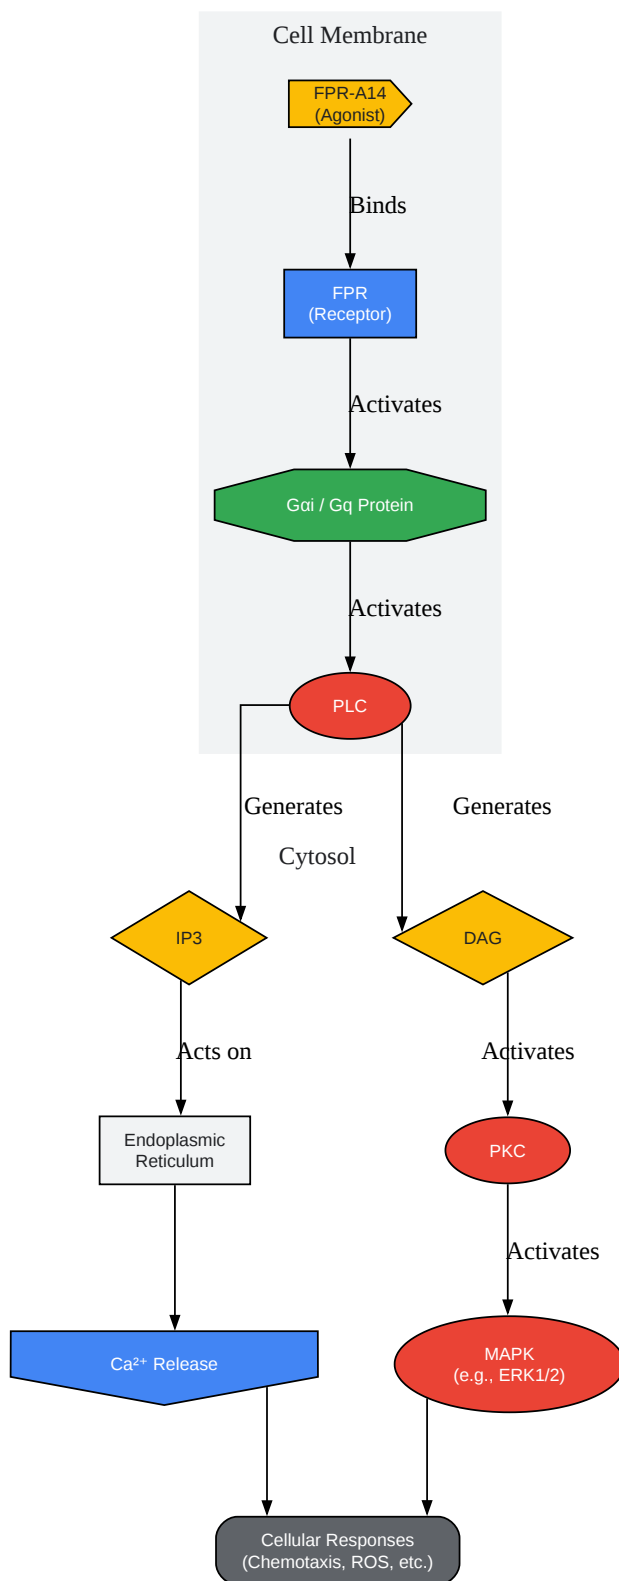 Cell Membrane
FPR-A14
(Agonist)
Binds
FPR
(Receptor)
Activates
Gαi / Gq Protein
Activates
PLC
Generates
Generates
Cytosol
IP3
DAG
Acts on
Activates
Endoplasmic
Reticulum
PKC
Activates
Ca²⁺ Release
MAPK
(e.g., ERK1/2)
Cellular Responses
(Chemotaxis, ROS, etc.)